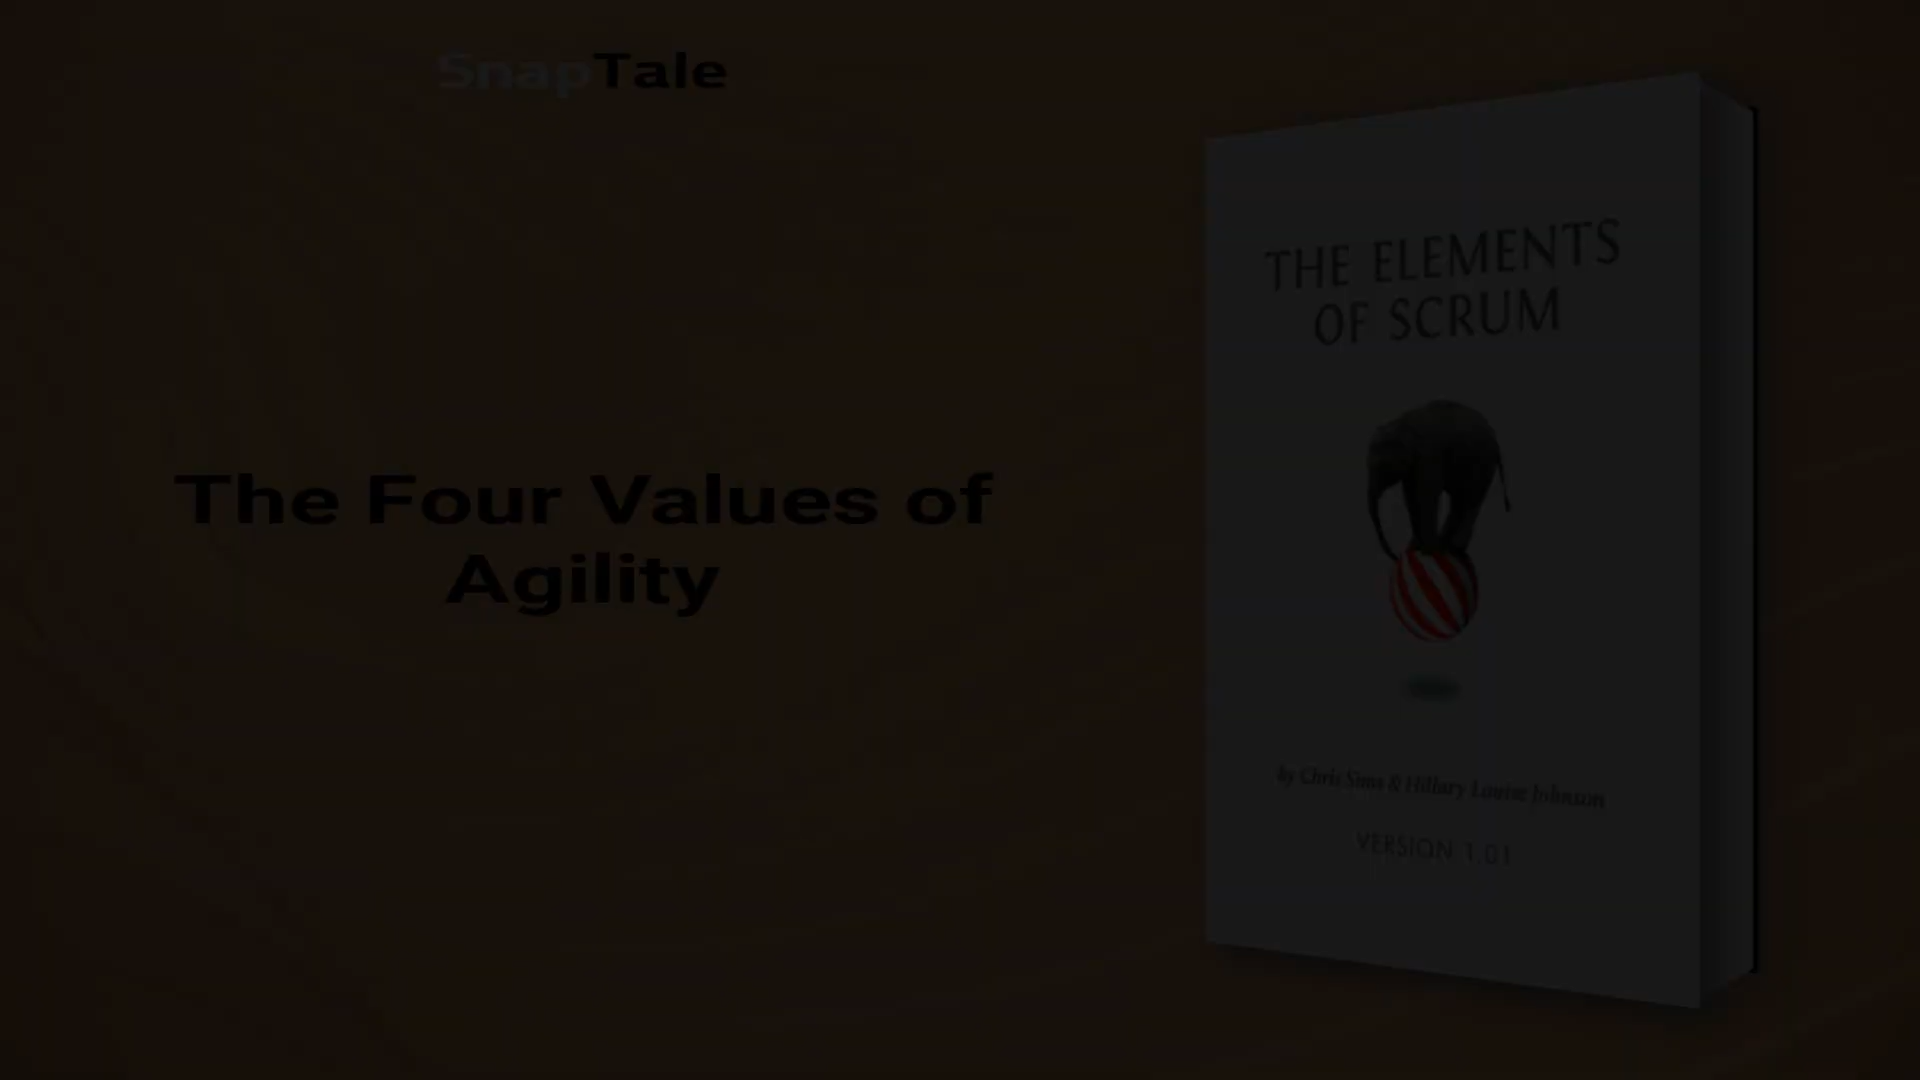 SnapTale
The Four Values of
Agility
THE ELEMENTS
OF SCRUM
by Chris Sims & Hillary Louise Johnson
VERSION 1.01